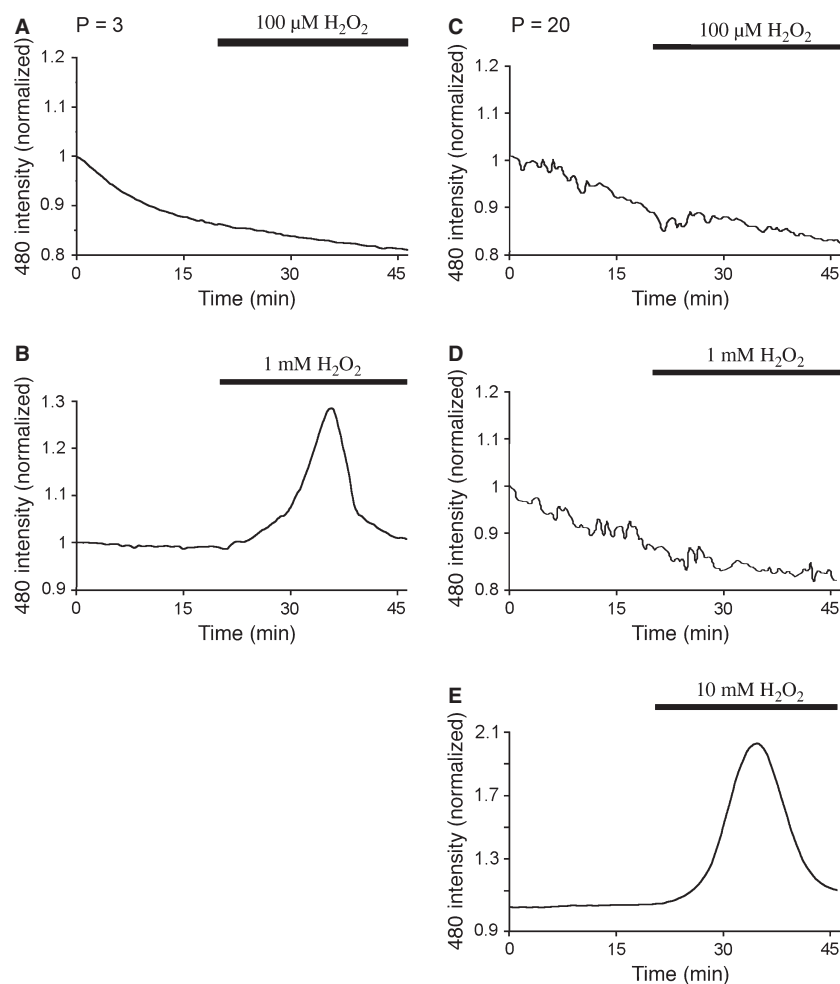 A P = 3
100 µM H₂O₂
480 intensity (normalized)
1.2
1.1
1
0.9
0.8
0 15 30 45
Time (min)
B
1 mM H₂O₂
480 intensity (normalized)
1.3
1.2
1.1
1
0.9
0 15 30 45
Time (min)
C P = 20
100 µM H₂O₂
480 intensity (normalized)
1.2
1.1
1
0.9
0.8
0 15 30 45
Time (min)
D
1 mM H₂O₂
480 intensity (normalized)
1.2
1.1
1
0.9
0.8
0 15 30 45
Time (min)
E
10 mM H₂O₂
480 intensity (normalized)
2.1
1.7
1.3
0.9
0 15 30 45
Time (min)